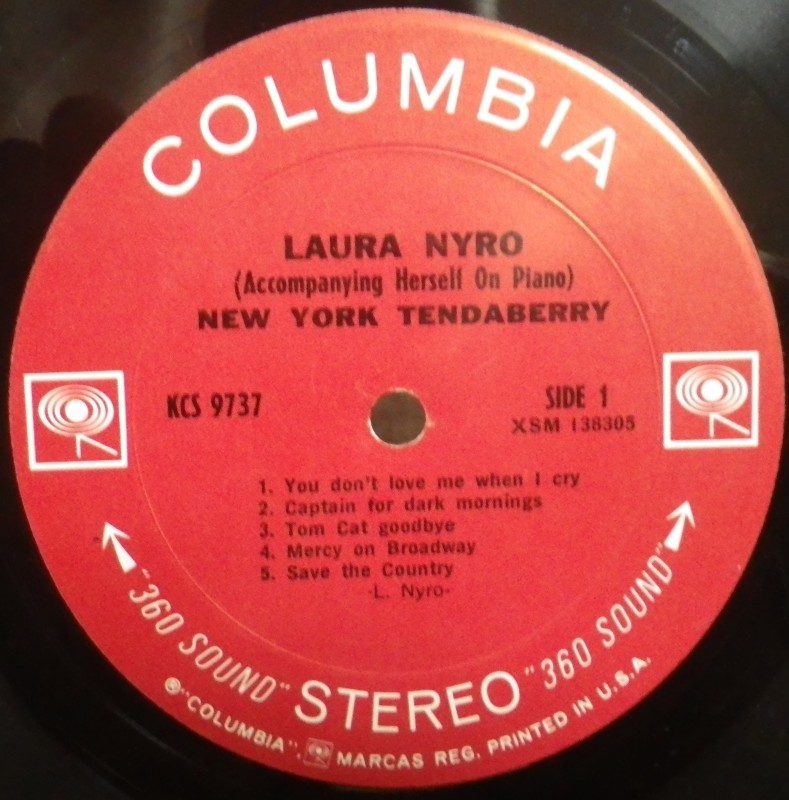 COLUMBIA
LAURA NYRO
(Accompanying Herself On Piano)
NEW YORK TENDABERRY
KCS 9737
SIDE 1
XSM 138305
1. You don't love me when I cry
2. Captain for dark mornings
3. Tom Cat goodbye
4. Mercy on Broadway
5. Save the Country
-L. Nyro-
"360 SOUND" STEREO "360 SOUND"
®"COLUMBIA", MARCAS REG. PRINTED IN U.S.A.